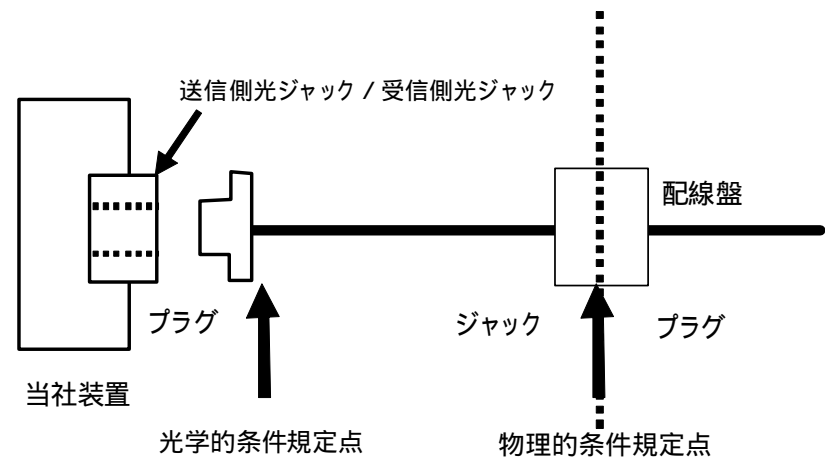 送信側光ジャック / 受信側光ジャック
配線盤
プラグ
ジャック
プラグ
当社装置
光学的条件規定点
物理的条件規定点